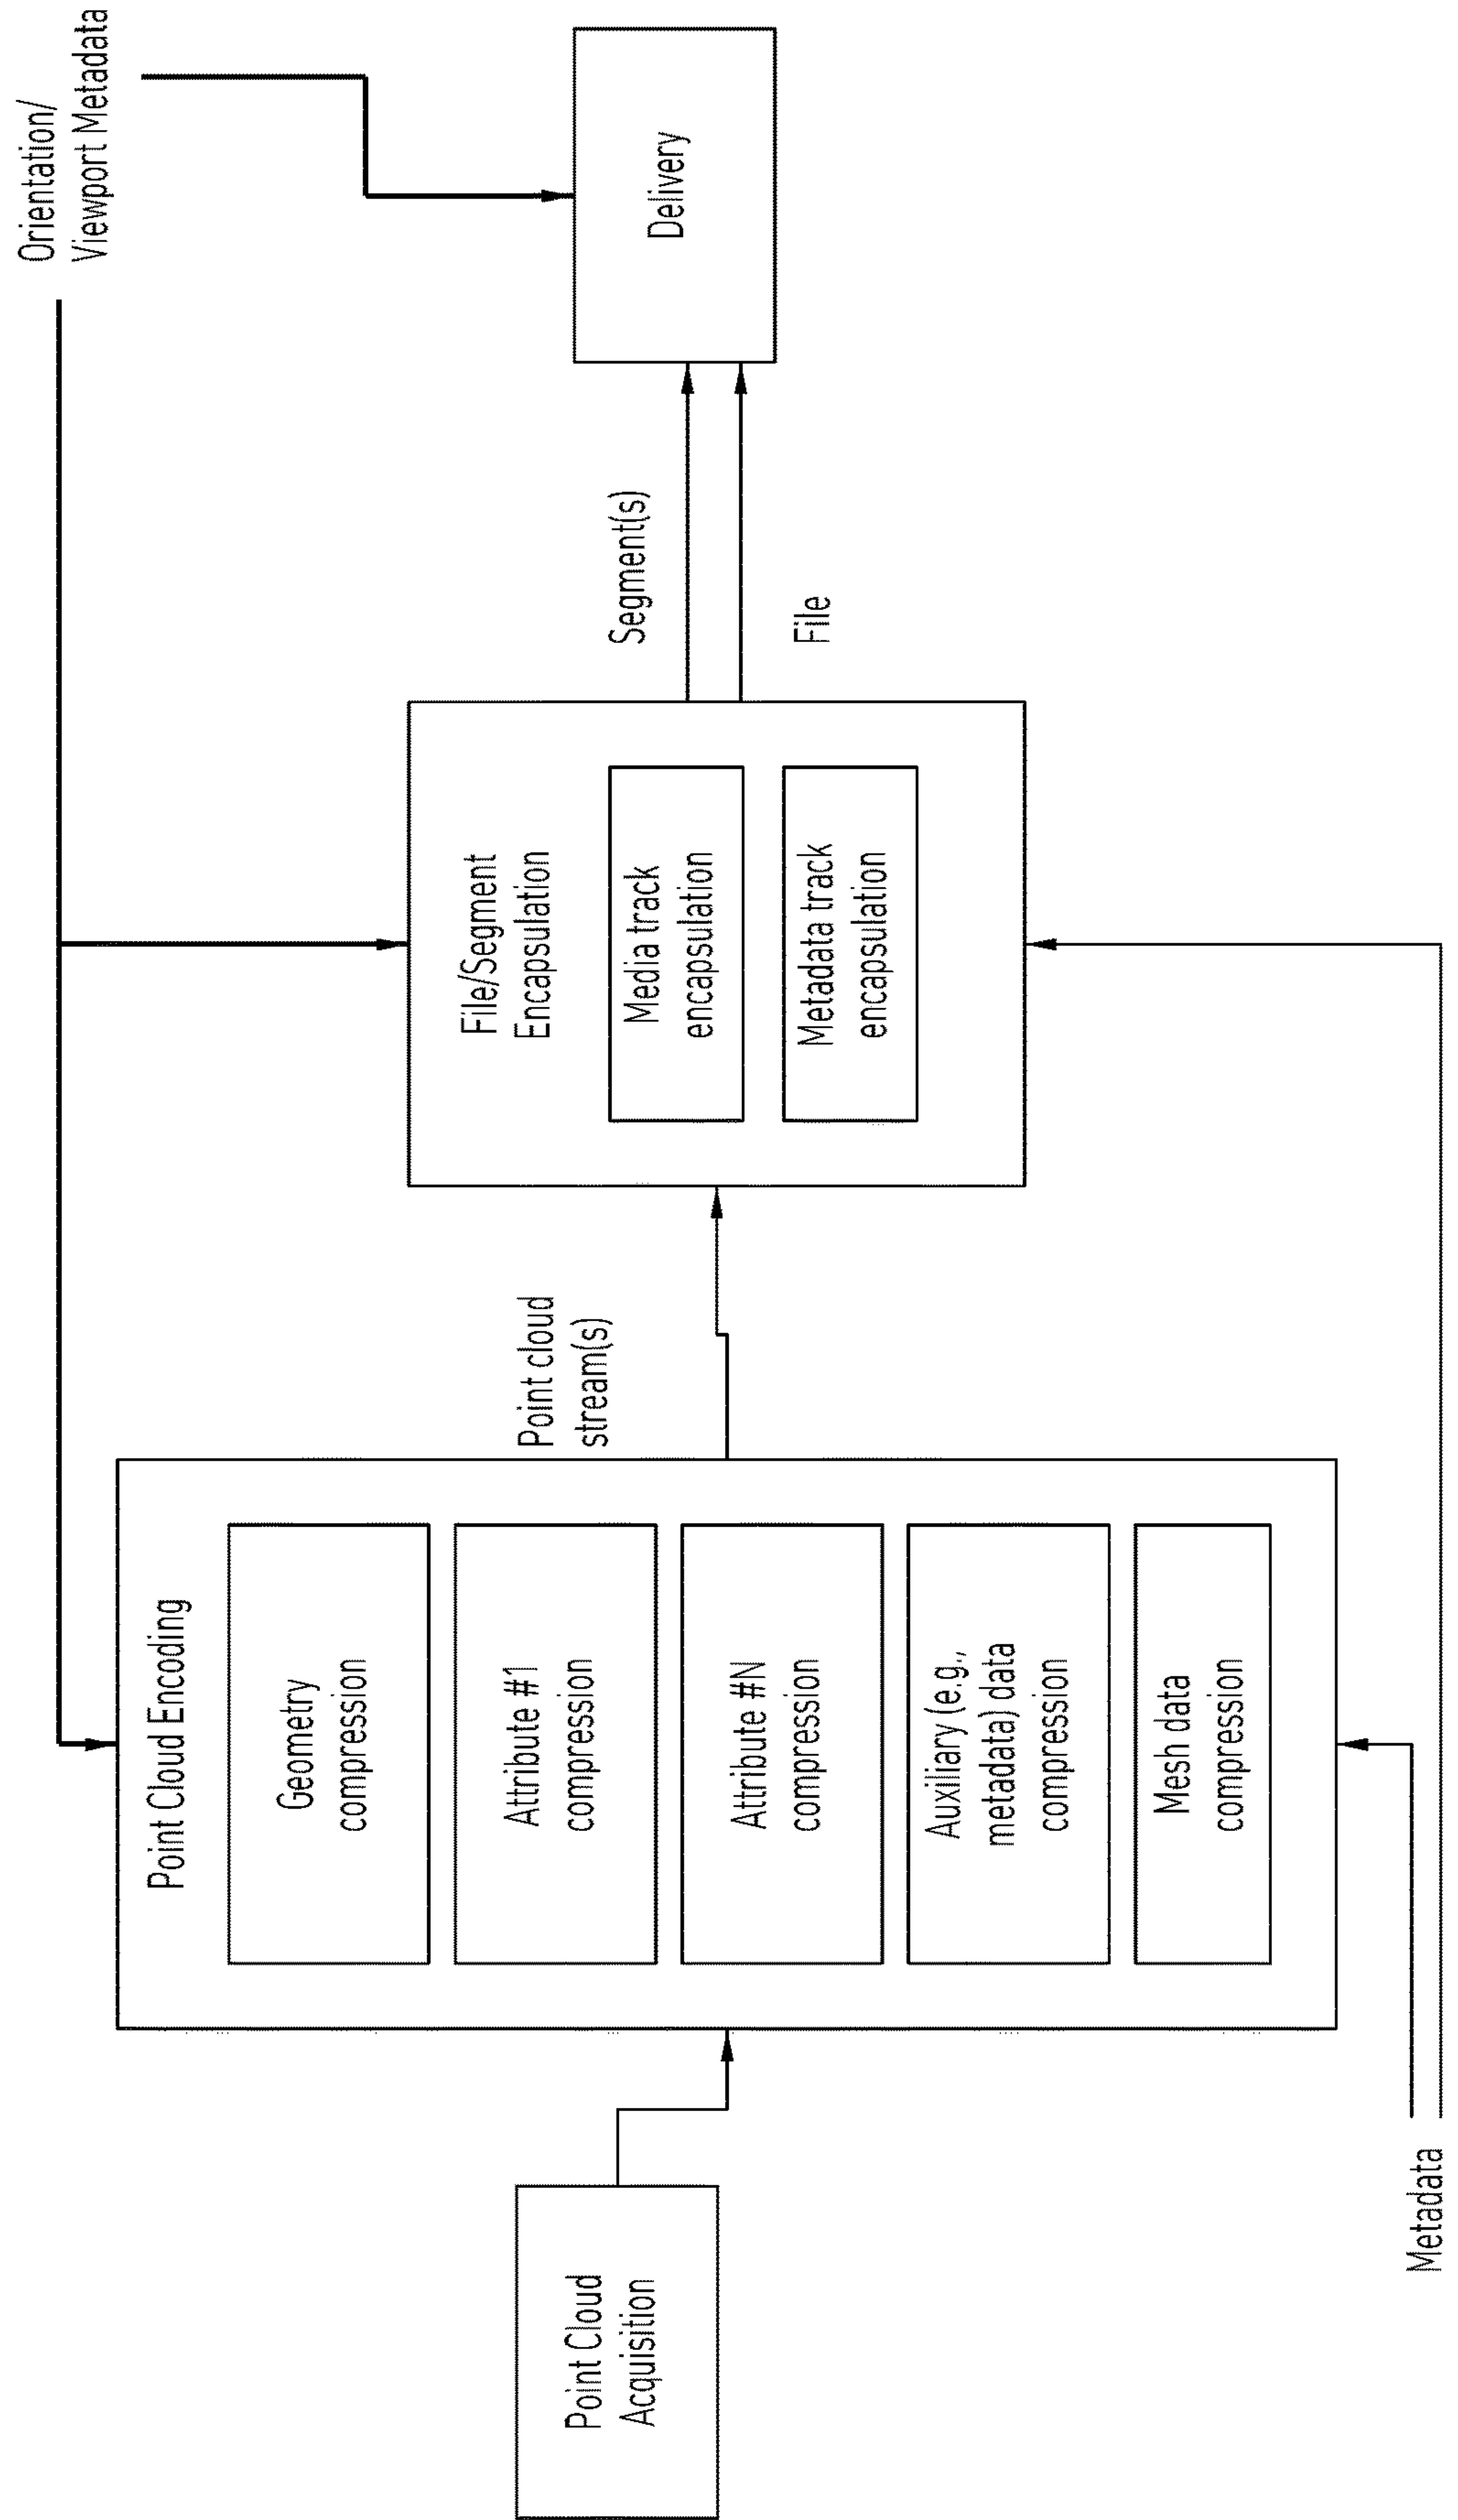 Orientation/
Viewport Metadata
Point Cloud
Acquisition
Point Cloud Encoding
Geometry
compression
Attribute #1
compression
Attribute #N
compression
Auxiliary (e.g.,
metadata) data
compression
Mesh data
compression
Point cloud
stream(s)
File/Segment
Encapsulation
Media track
encapsulation
Metadata track
encapsulation
Segment(s)
File
Delivery
Metadata